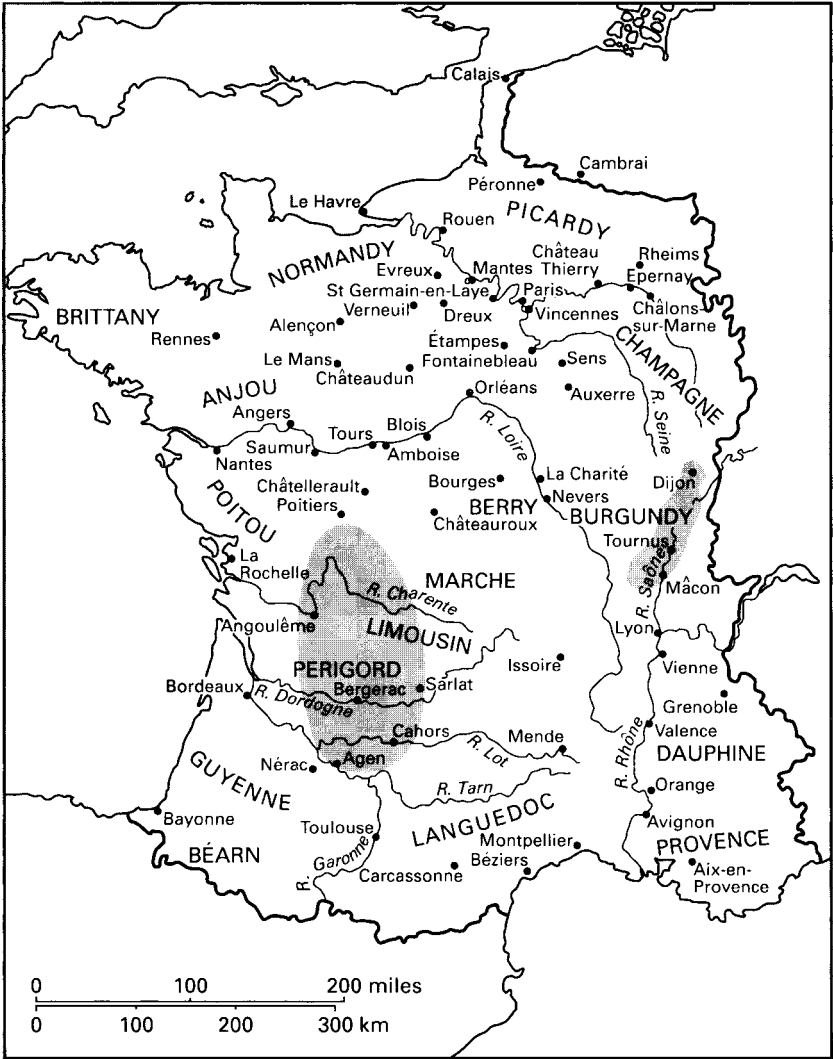 Calais
Cambrai
Péronne
PICARDY
Le Havre
Rouen
NORMANDY
Château
Thierry
Rheims
Epernay
Evreux
Mantes
Paris
St Germain-en-Laye
Verneuil
Dreux
Vincennes
Châlons
sur-Marne
BRITTANY
Rennes
Alençon
Étampes
Fontainebleau
CHAMPAGNE
Le Mans
Châteaudun
Sens
Auxerre
ANJOU
Orléans
R. Seine
Angers
Tours
Blois
R. Loire
Nantes
Saumur
Amboise
Dijon
POITOU
Châtellerault
Poitiers
Bourges
BERRY
La Charité
Nevers
Châteauroux
BURGUNDY
Tournus
La
Rochelle
MARCHE
R. Charente
R. Saône
Mâcon
Angoulême
LIMOUSIN
Lyon
PERIGORD
Issoire
Vienne
Bordeaux
R. Dordogne
Bergerac
Sarlat
Grenoble
Cahors
R. Lot
Mende
R. Rhône
Valence
DAUPHINE
GUYENNE
Nérac
Agen
R. Tarn
Orange
Bayonne
Toulouse
LANGUEDOC
Avignon
BÉARN
R. Garonne
Carcassonne
Montpellier
Béziers
PROVENCE
Aix-en-
Provence
0 100 200 miles
0 100 200 300 km